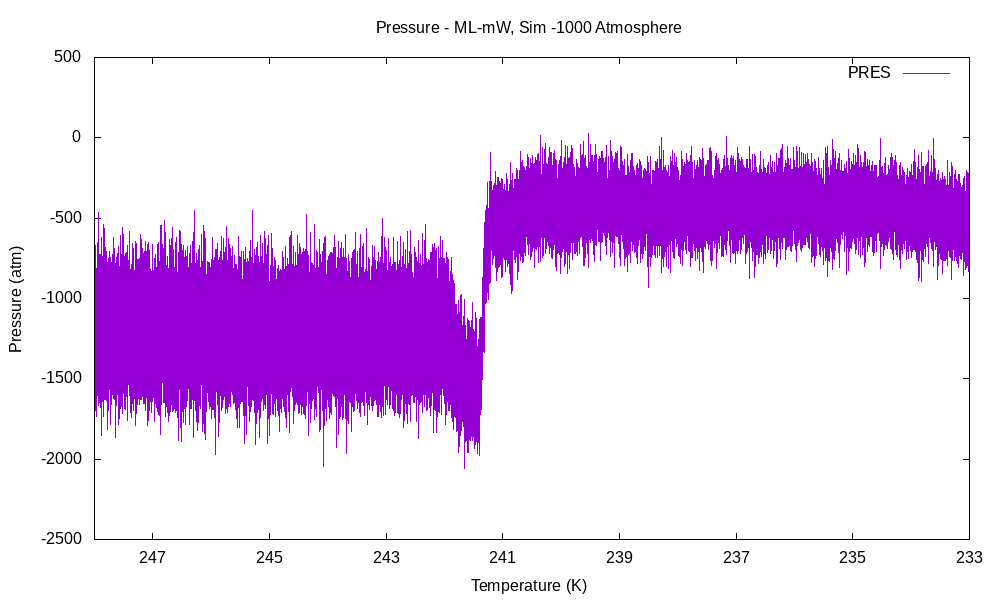 Pressure - ML-mW, Sim -1000 Atmosphere
PRES
500
0
-500
-1000
-1500
-2000
-2500
Pressure (atm)
247 245 243 241 239 237 235 233
Temperature (K)